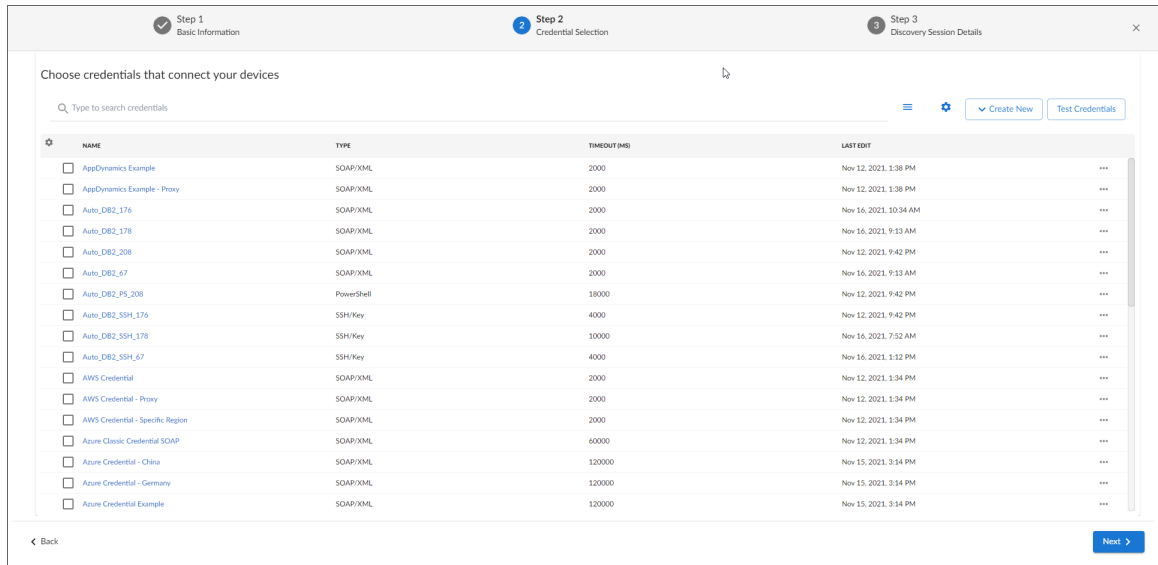 Step 1
Basic Information
2
Step 2
Credential Selection
3
Step 3
Discovery Session Details
Choose credentials that connect your devices
Type to search credentials
Create New
Test Credentials
NAME TYPE TIMEOUT (MS) LAST EDIT
AppDynamics Example SOAP/XML 2000 Nov 12, 2021, 1:38 PM
AppDynamics Example - Proxy SOAP/XML 2000 Nov 12, 2021, 1:38 PM
Auto_DB2_176 SOAP/XML 2000 Nov 16, 2021, 10:34 AM
Auto_DB2_178 SOAP/XML 2000 Nov 16, 2021, 9:13 AM
Auto_DB2_208 SOAP/XML 2000 Nov 12, 2021, 9:42 PM
Auto_DB2_67 SOAP/XML 2000 Nov 16, 2021, 9:13 AM
Auto_DB2_PS_208 PowerShell 18000 Nov 12, 2021, 9:42 PM
Auto_DB2_SSH_176 SSH/Key 4000 Nov 12, 2021, 9:42 PM
Auto_DB2_SSH_178 SSH/Key 10000 Nov 16, 2021, 7:52 AM
Auto_DB2_SSH_67 SSH/Key 4000 Nov 16, 2021, 1:12 PM
AWS Credential SOAP/XML 2000 Nov 12, 2021, 1:34 PM
AWS Credential - Proxy SOAP/XML 2000 Nov 12, 2021, 1:34 PM
AWS Credential - Specific Region SOAP/XML 2000 Nov 12, 2021, 1:34 PM
Azure Classic Credential SOAP SOAP/XML 60000 Nov 12, 2021, 1:34 PM
Azure Credential - China SOAP/XML 120000 Nov 15, 2021, 3:14 PM
Azure Credential - Germany SOAP/XML 120000 Nov 15, 2021, 3:14 PM
Azure Credential Example SOAP/XML 120000 Nov 15, 2021, 3:14 PM
Back
Next